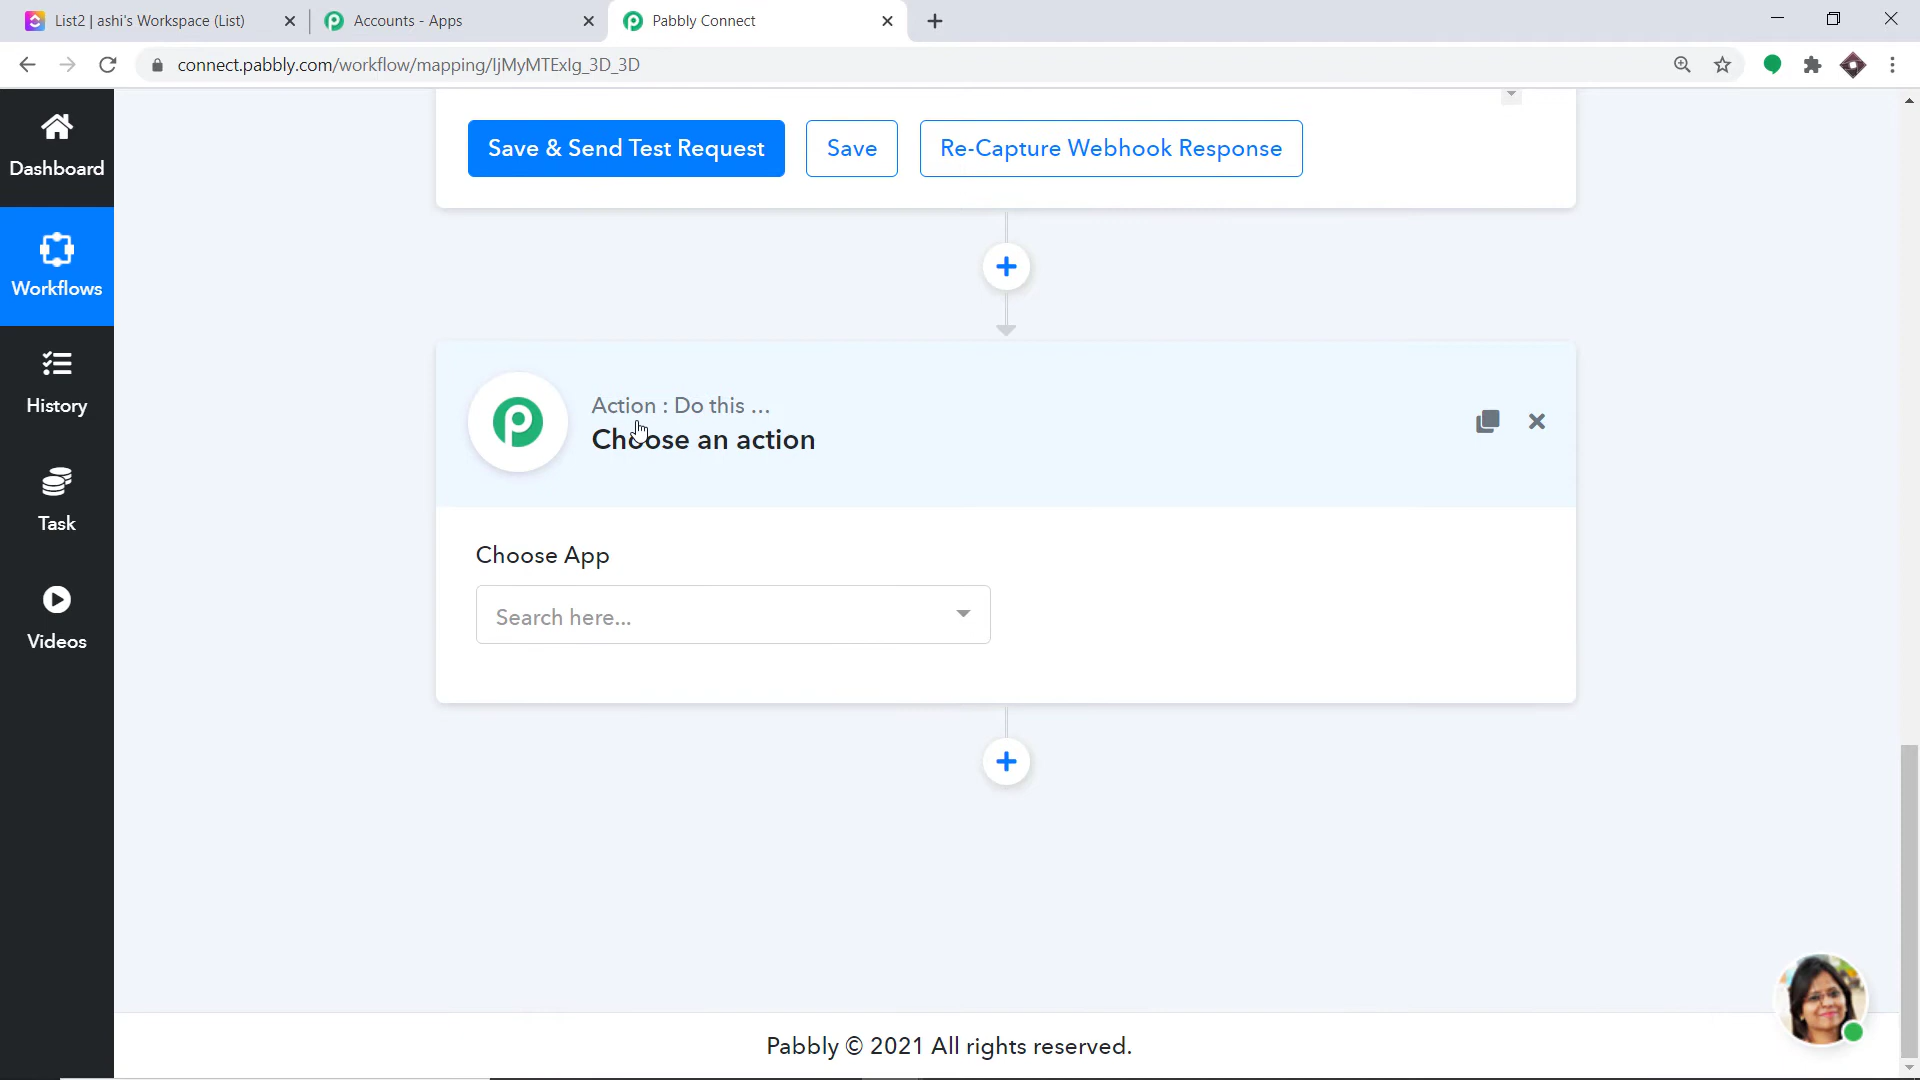 List2 | ashi's Workspace (List)
Accounts - Apps
Pabbly Connect
connect.pabbly.com/workflow/mapping/IjMyMTExIg_3D_3D
Dashboard
Workflows
History
Task
Videos
Save & Send Test Request
Save
Re-Capture Webhook Response
Action : Do this ...
Choose an action
Choose App
Search here...
Pabbly © 2021 All rights reserved.